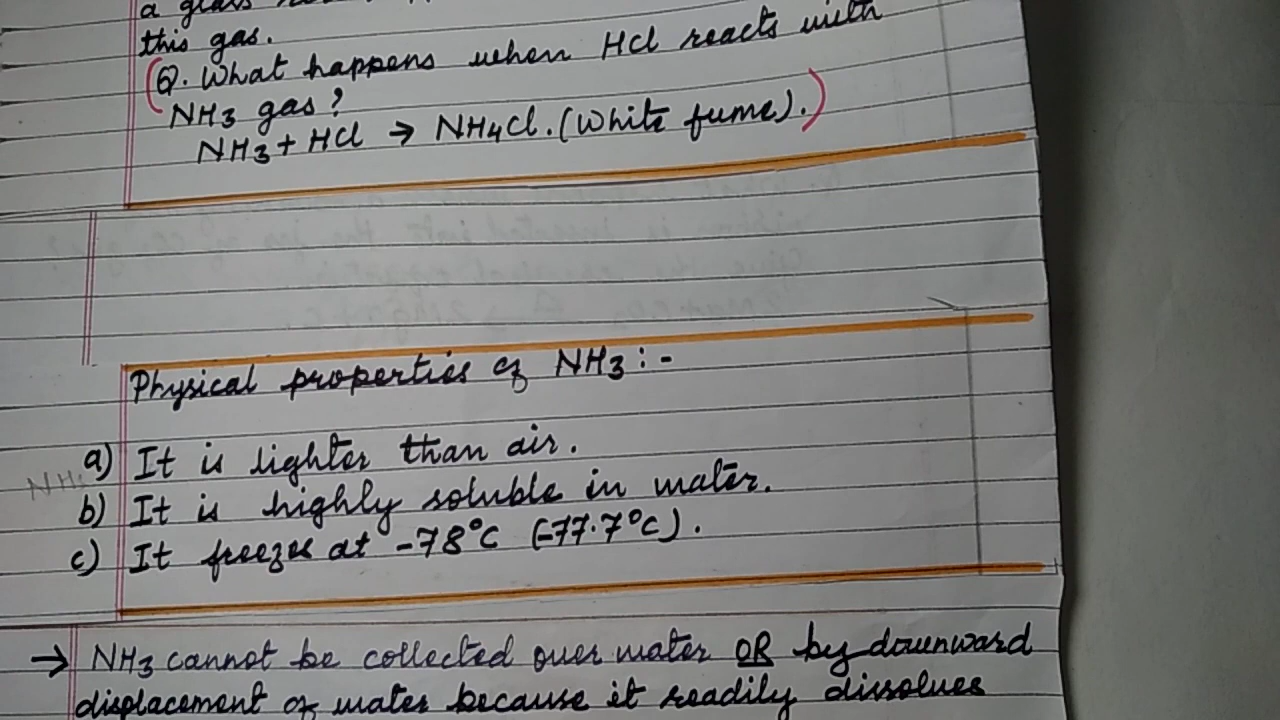 a glass
this gas.
(Q. What happens when HCl reacts with
NH3 gas?
NH3 + HCl → NH4Cl. (White fume).)
Physical properties of NH3 :-
a) It is lighter than air.
b) It is highly soluble in water.
c) It freezes at -78°C (-77.7°C).
→ NH3 cannot be collected over water OR by downward
displacement of water because it readily dissolves